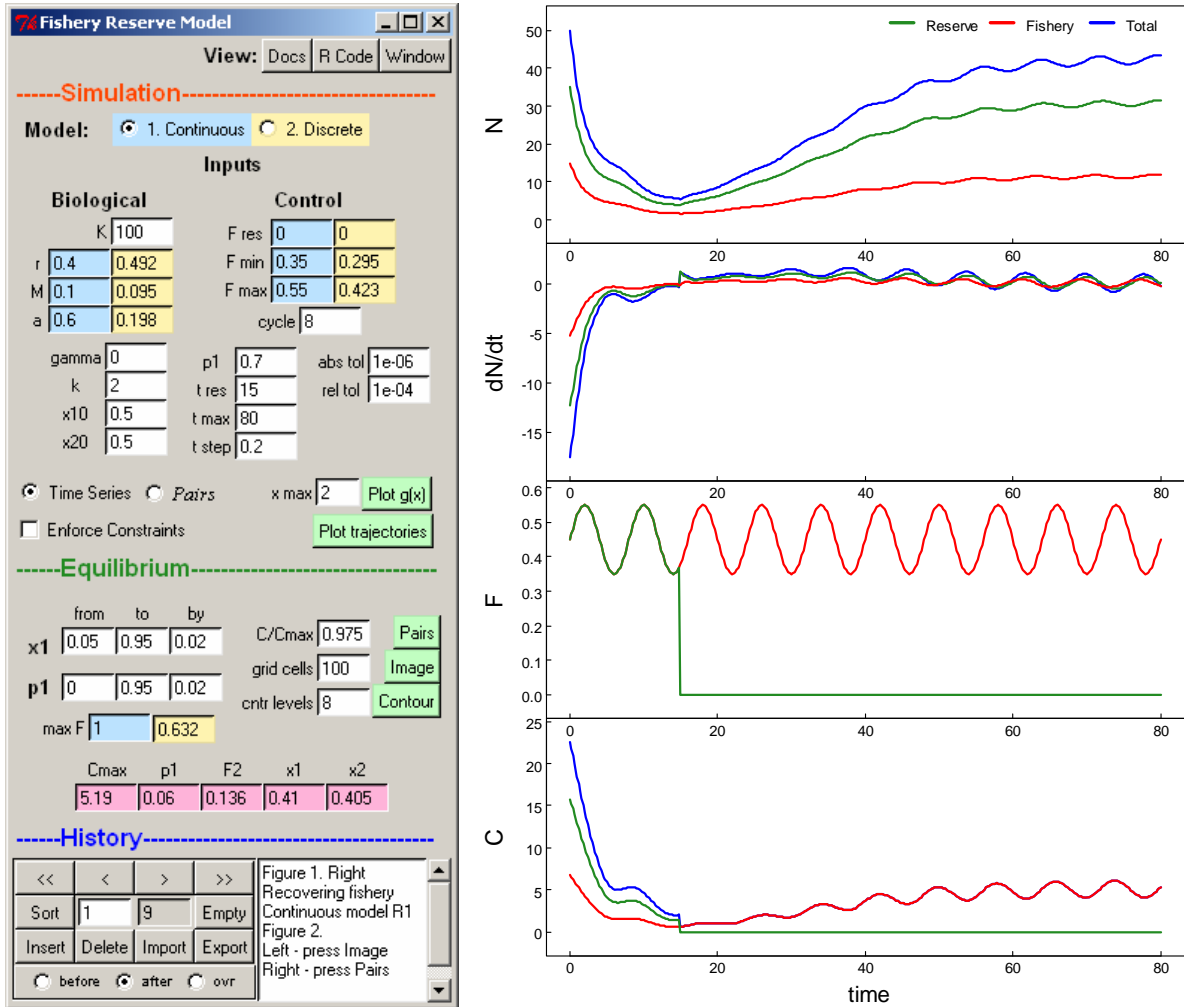 Fishery Reserve Model
View: Docs R Code Window
------Simulation------------------------------------
Model: 1. Continuous 2. Discrete
Inputs
Biological Control
K 100
F res 0 0
r 0.4 0.492
F min 0.35 0.295
M 0.1 0.095
F max 0.55 0.423
a 0.6 0.198
cycle 8
gamma 0
p1 0.7
abs tol 1e-06
k 2
t res 15
rel tol 1e-04
x10 0.5
t max 80
x20 0.5
t step 0.2
Time Series Pairs x max 2 Plot g(x)
Enforce Constraints Plot trajectories
------Equilibrium-----------------------------------
from to by
x1 0.05 0.95 0.02
C/Cmax 0.975 Pairs
grid cells 100 Image
p1 0 0.95 0.02
cntr levels 8 Contour
max F 1 0.632
Cmax p1 F2 x1 x2
5.19 0.06 0.136 0.41 0.405
------History------------------------------------------
<< < > >>
Sort 1 9 Empty
Insert Delete Import Export
before after ovr
Figure 1. Right
Recovering fishery
Continuous model R1
Figure 2.
Left - press Image
Right - press Pairs
Reserve Fishery Total
N
50
40
30
20
10
0
0 20 40 60 80
dN/dt
0
-5
-10
-15
0 20 40 60 80
F
0.6
0.5
0.4
0.3
0.2
0.1
0.0
0 20 40 60 80
C
25
20
15
10
5
0
0 20 40 60 80
time